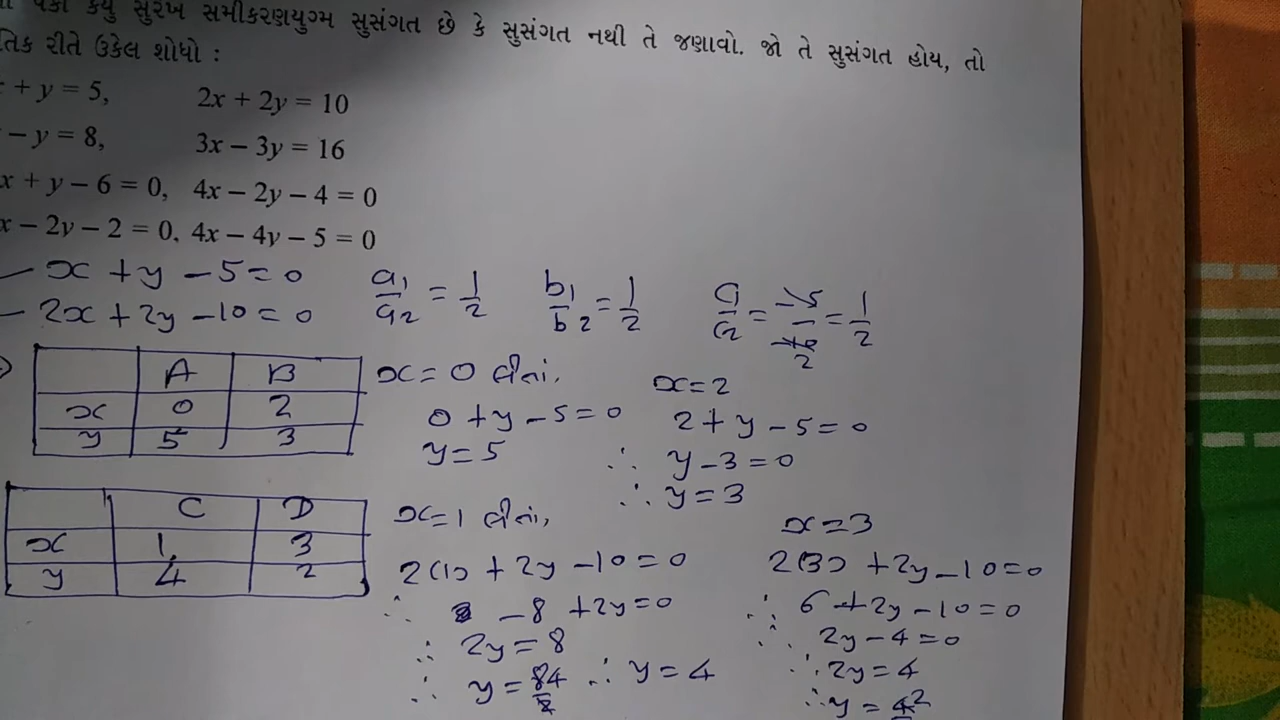 કયું સુરેખ સમીકરણયુગ્મ સુસંગત છે કે સુસંગત નથી તે જણાવો. જો તે સુસંગત હોય, તો
રીતે ઉકેલ શોધો :
+ y = 5, 2x + 2y = 10
– y = 8, 3x – 3y = 16
x + y – 6 = 0, 4x – 2y – 4 = 0
x – 2y – 2 = 0, 4x – 4y – 5 = 0
– x + y – 5 = 0 a₁/a₂ = 1/2 b₁/b₂ = 1/2 c₁/c₂ = –5/–10 = 1/2
– 2x + 2y – 10 = 0
A B
x 0 2
y 5 3
x = 0 લેતાં,
0 + y – 5 = 0
y = 5
x = 2
2 + y – 5 = 0
∴ y – 3 = 0
∴ y = 3
C D
x 1 3
y 4 2
x = 1 લેતાં,
2(1) + 2y – 10 = 0
∴ – 8 + 2y = 0
∴ 2y = 8
∴ y = 84/2 ∴ y = 4
x = 3
2(3) + 2y – 10 = 0
∴ 6 + 2y – 10 = 0
∴ 2y – 4 = 0
∴ 2y = 4
∴ y = 4 2